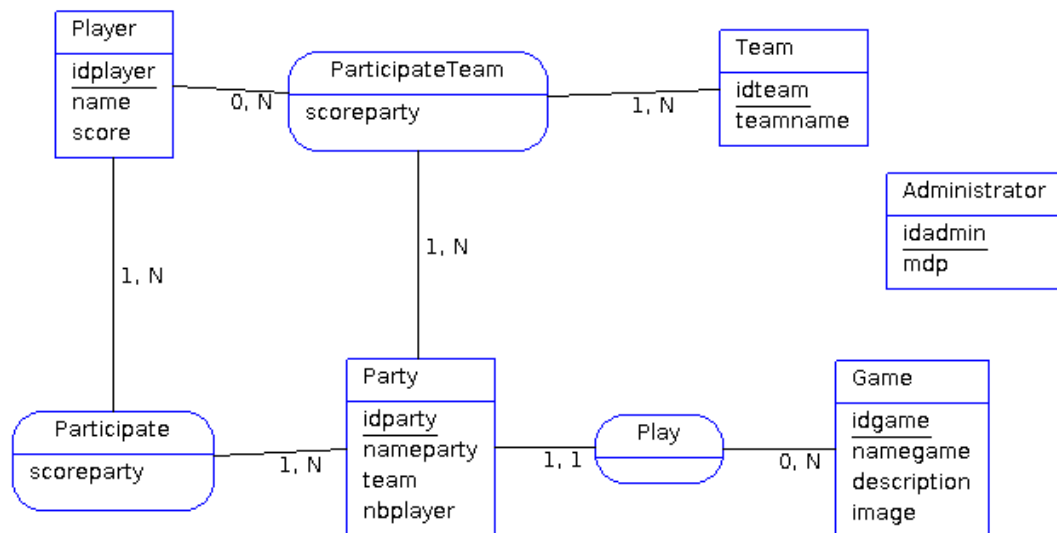 Player
idplayer
name
score
0, N
ParticipateTeam
scoreparty
1, N
Team
idteam
teamname
Administrator
idadmin
mdp
1, N
1, N
Participate
scoreparty
1, N
Party
idparty
nameparty
team
nbplayer
1, 1
Play
0, N
Game
idgame
namegame
description
image